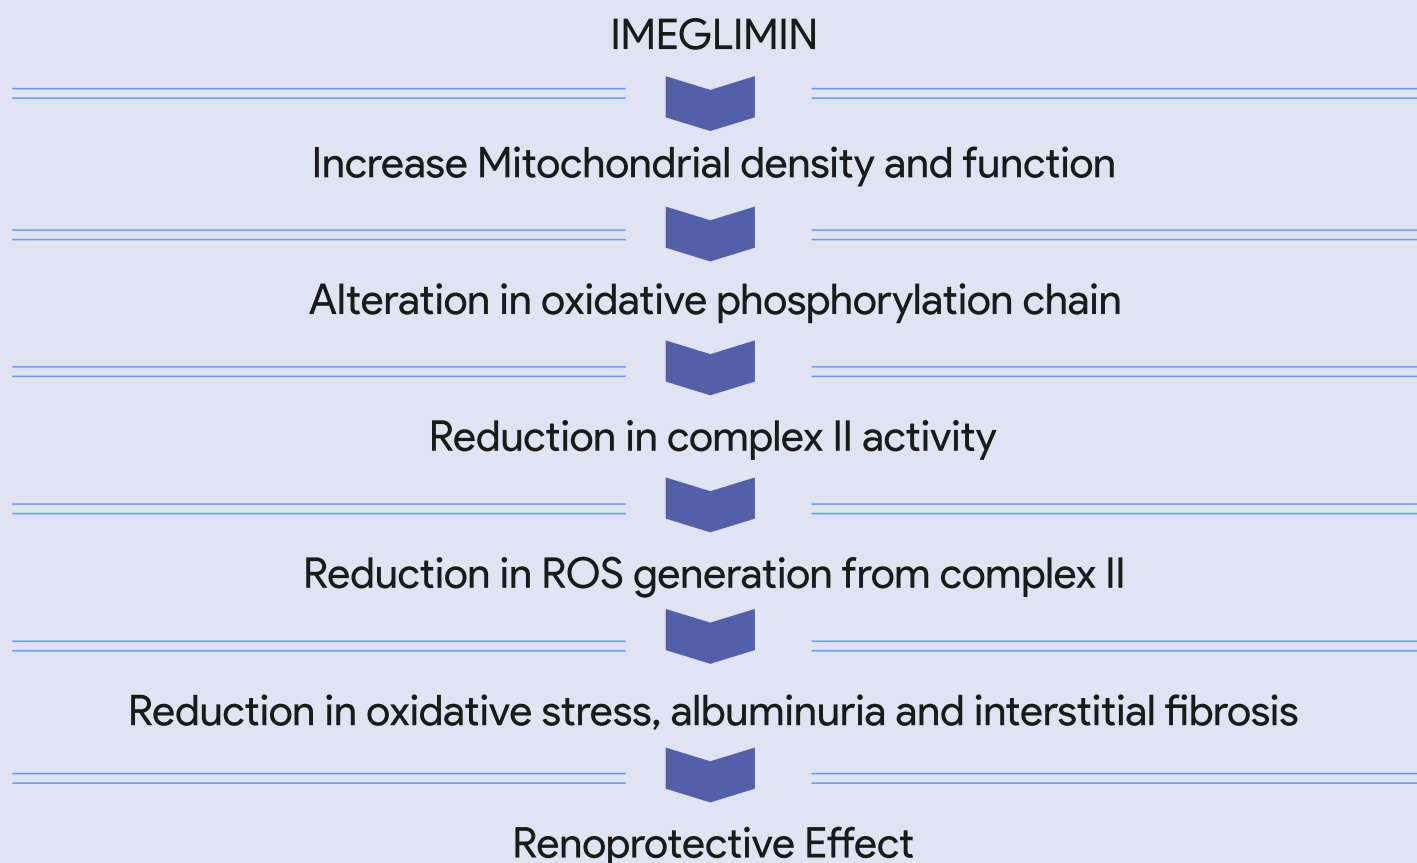 IMEGLIMIN
Increase Mitochondrial density and function
Alteration in oxidative phosphorylation chain
Reduction in complex II activity
Reduction in ROS generation from complex II
Reduction in oxidative stress, albuminuria and interstitial fibrosis
Renoprotective Effect